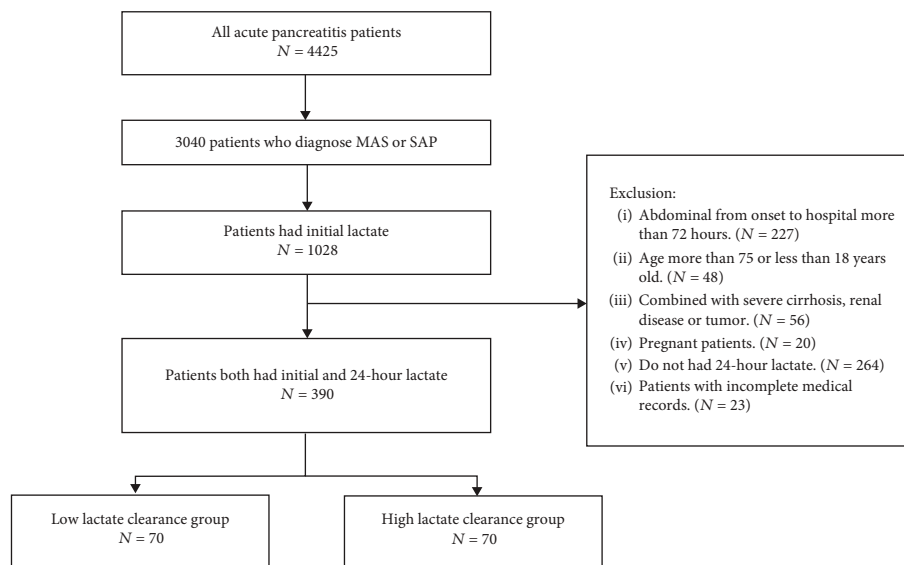 All acute pancreatitis patients
N = 4425
3040 patients who diagnose MAS or SAP
Patients had initial lactate
N = 1028
Exclusion:
(i) Abdominal from onset to hospital more
than 72 hours. (N = 227)
(ii) Age more than 75 or less than 18 years
old. (N = 48)
(iii) Combined with severe cirrhosis, renal
disease or tumor. (N = 56)
(iv) Pregnant patients. (N = 20)
(v) Do not had 24-hour lactate. (N = 264)
(vi) Patients with incomplete medical
records. (N = 23)
Patients both had initial and 24-hour lactate
N = 390
Low lactate clearance group
N = 70
High lactate clearance group
N = 70